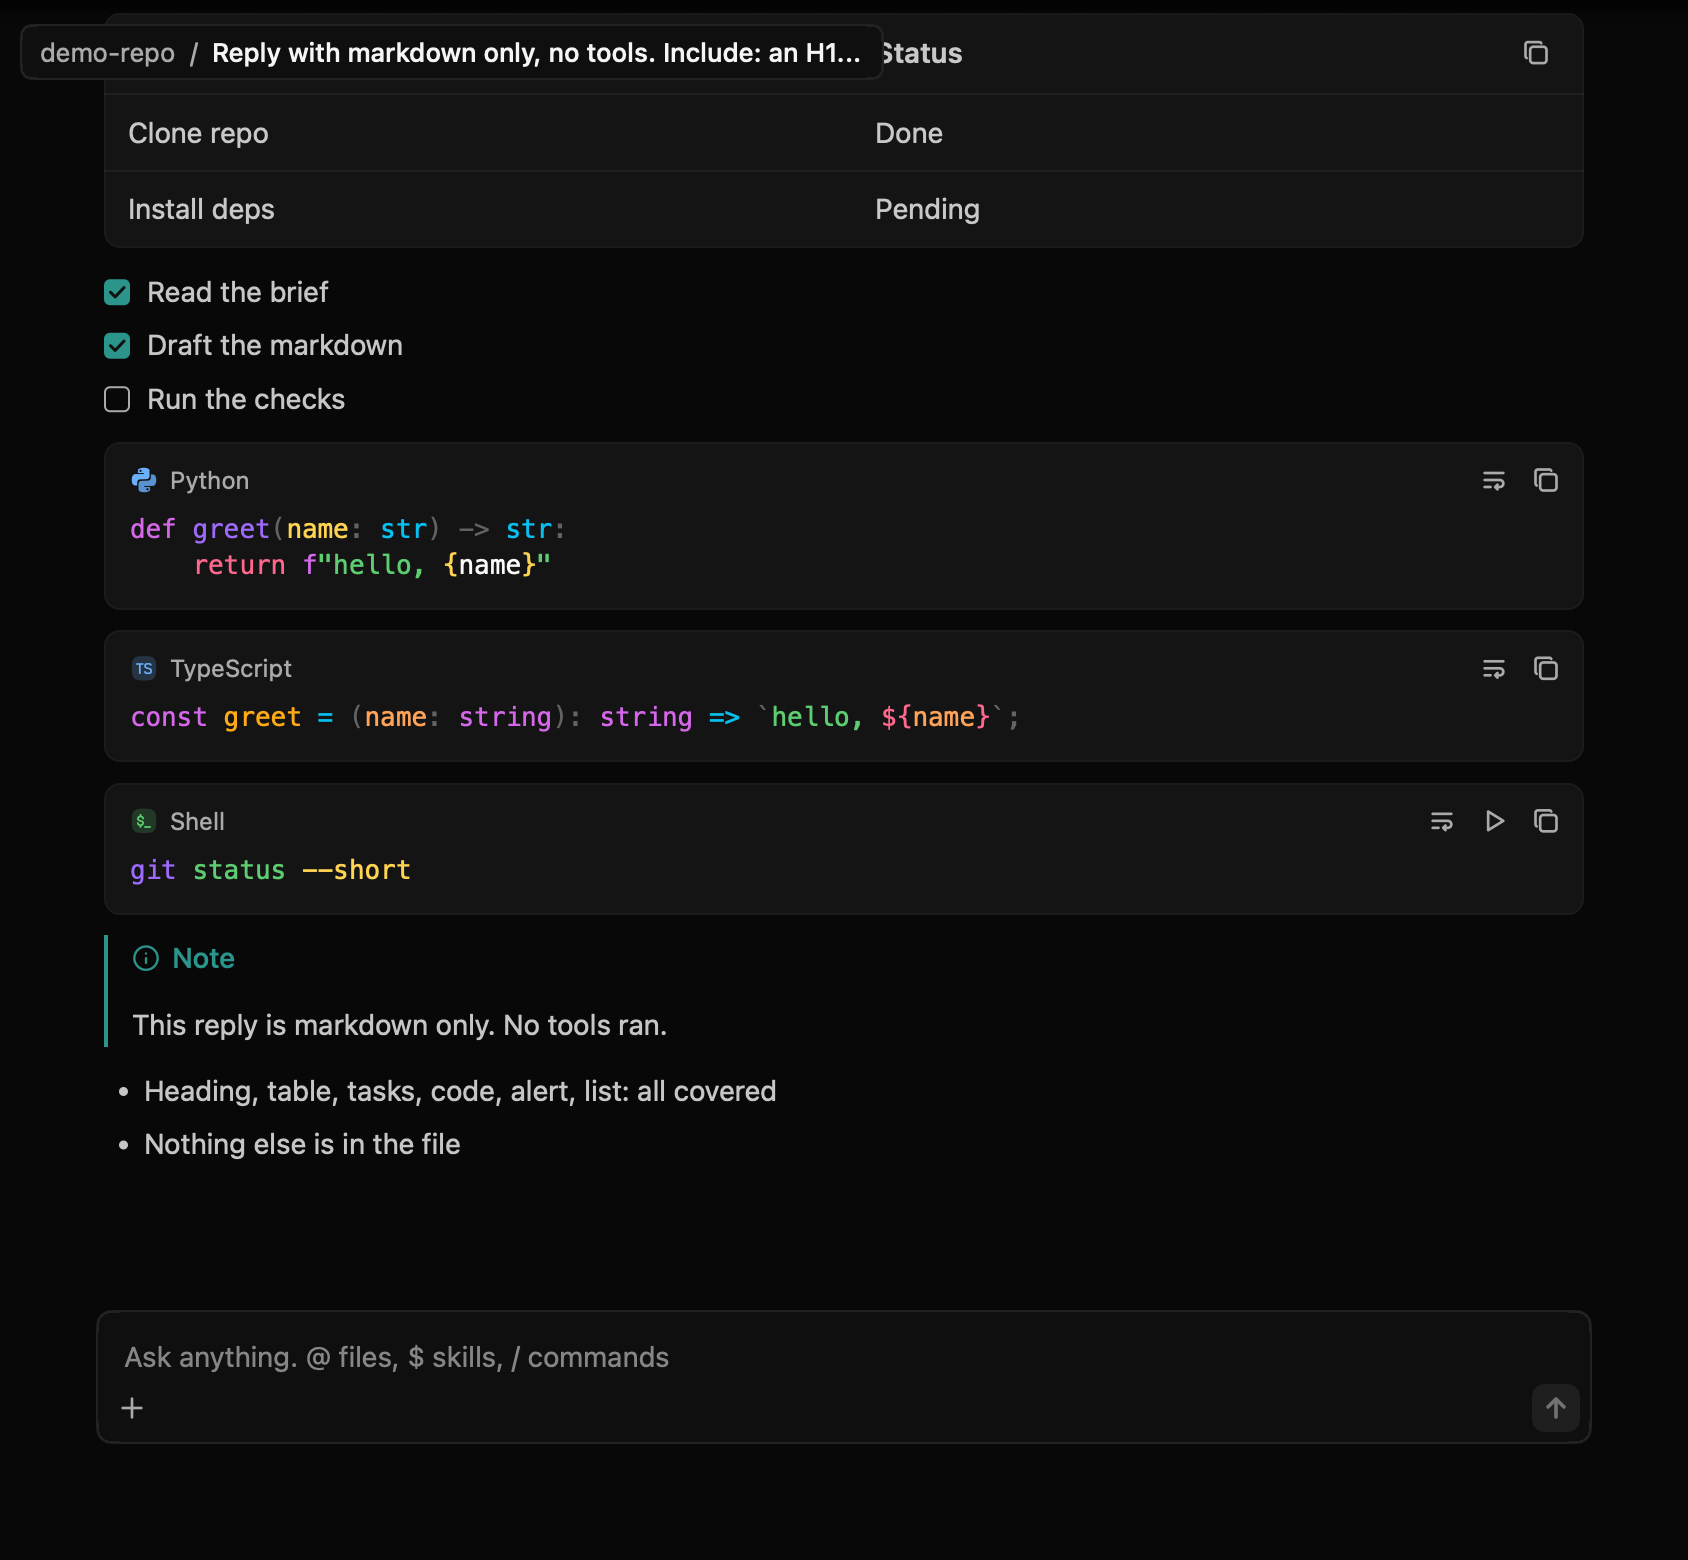 demo-repo / Reply with markdown only, no tools. Include: an H1...
Status
Clone repo Done
Install deps Pending
Read the brief
Draft the markdown
Run the checks
Python
def greet(name: str) -> str:
    return f"hello, {name}"
TS TypeScript
const greet = (name: string): string => `hello, ${name}`;
$_ Shell
git status --short
Note
This reply is markdown only. No tools ran.
• Heading, table, tasks, code, alert, list: all covered
• Nothing else is in the file
Ask anything. @ files, $ skills, / commands